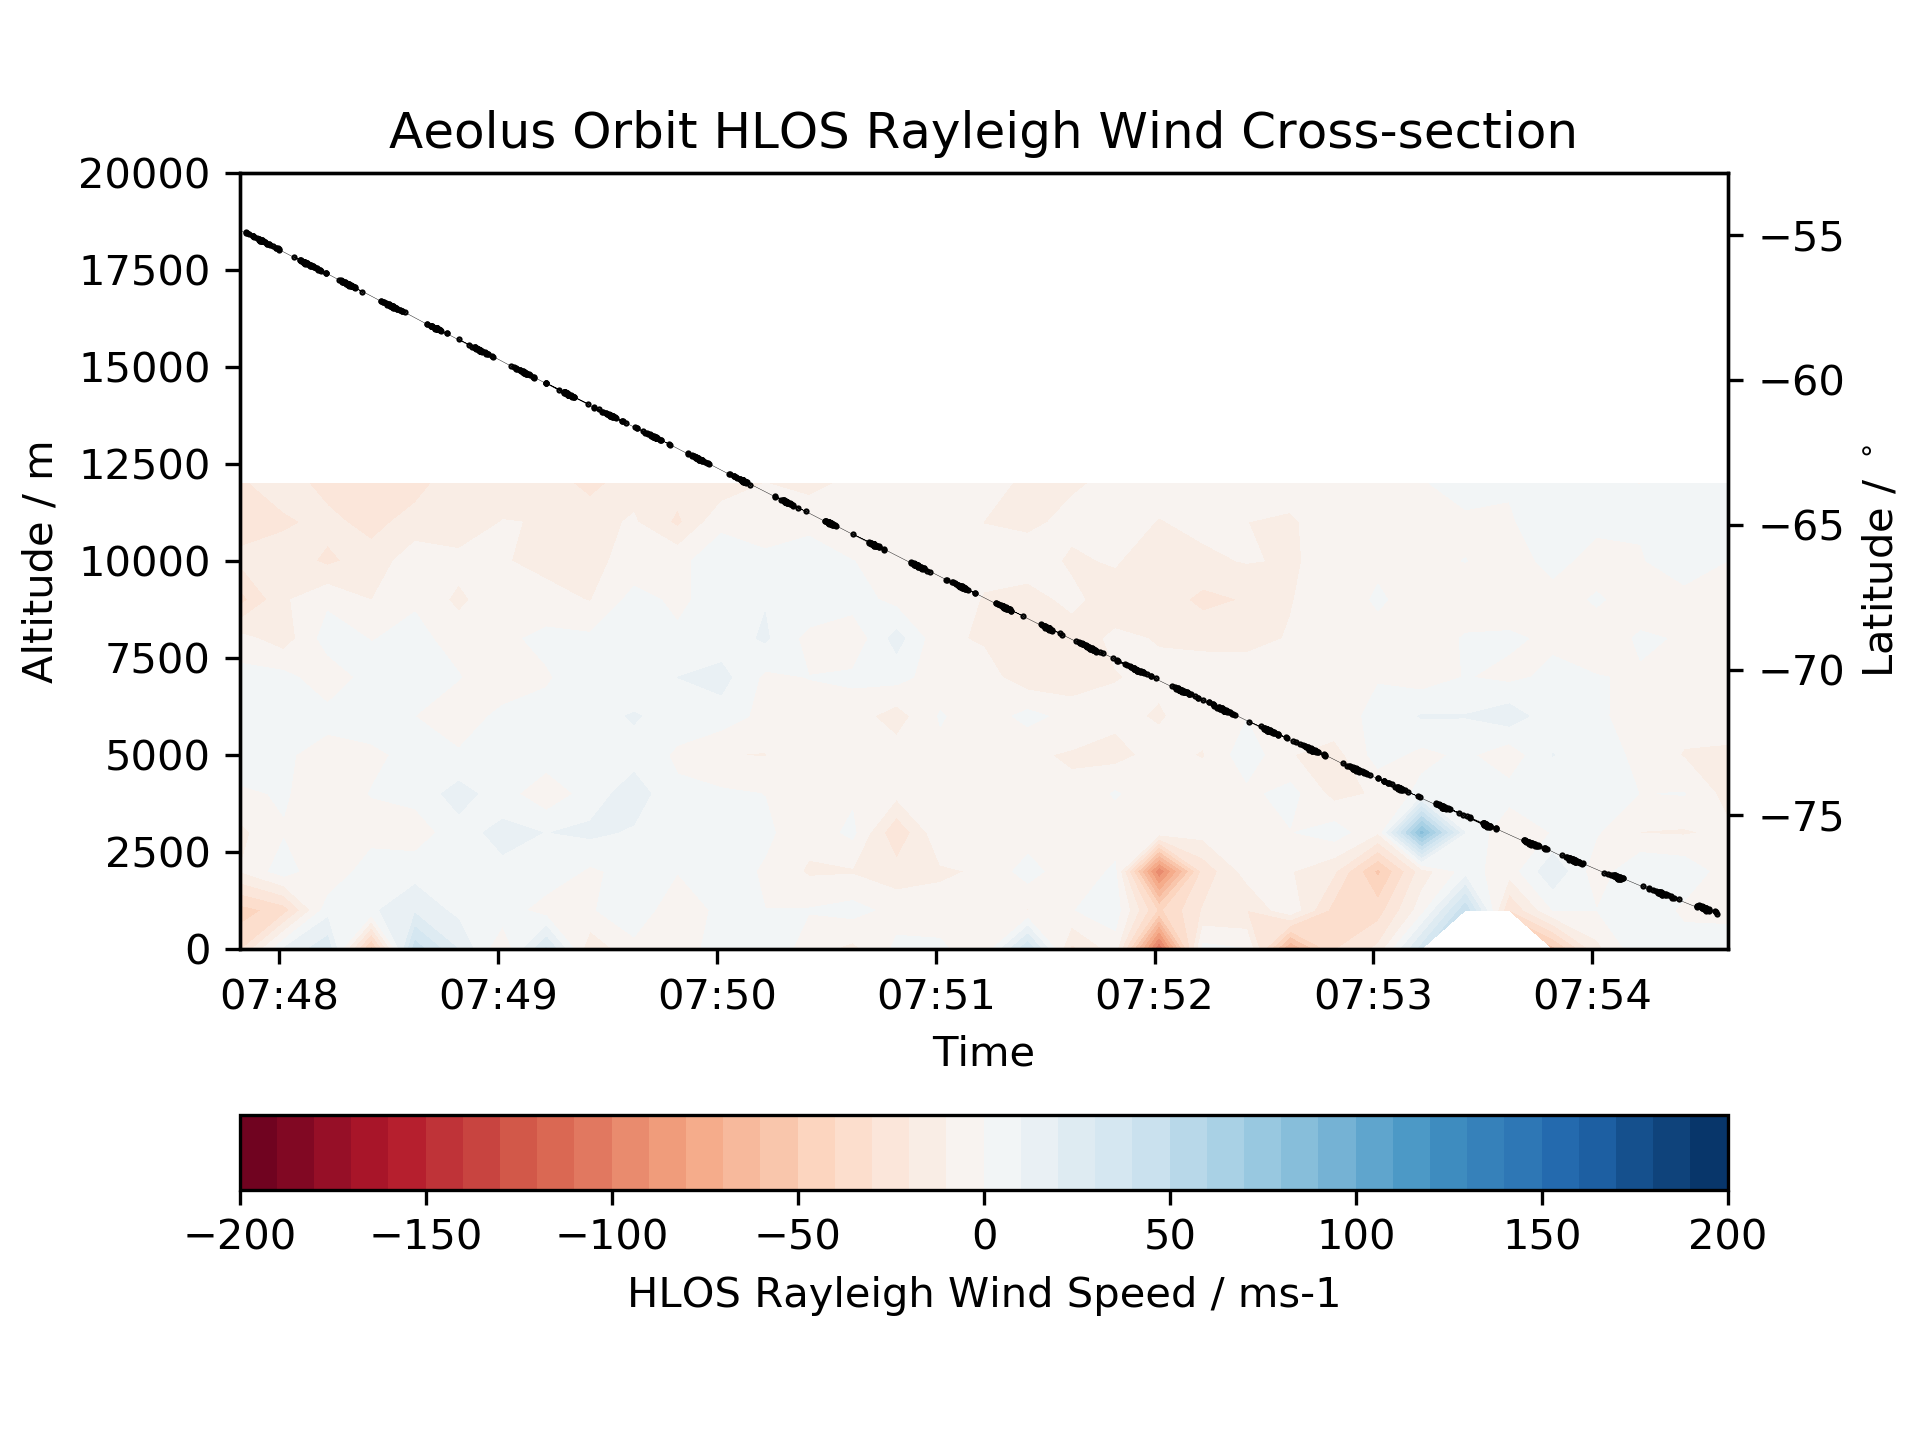 Aeolus Orbit HLOS Rayleigh Wind Cross-section
20000
17500
15000
12500
10000
7500
5000
2500
0
Altitude / m
−55
−60
−65
−70
−75
Latitude / °
07:48 07:49 07:50 07:51 07:52 07:53 07:54
Time
−200 −150 −100 −50 0 50 100 150 200
HLOS Rayleigh Wind Speed / ms-1